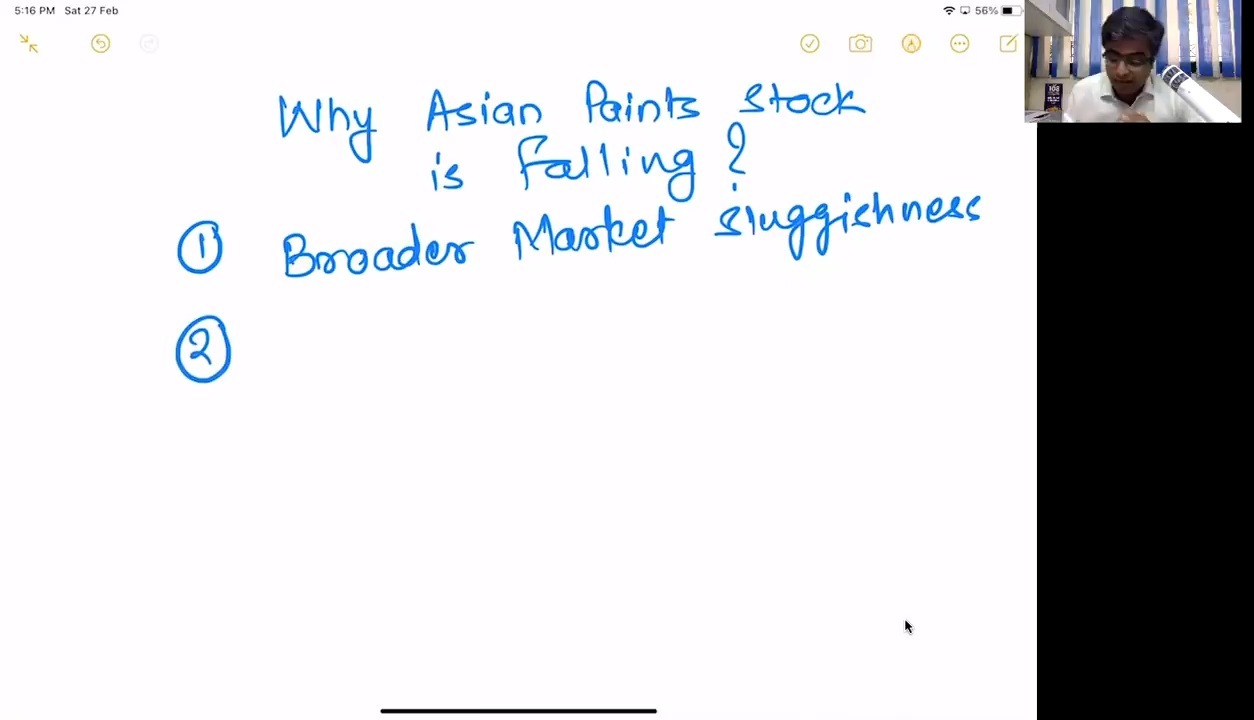 5:16 PM Sat 27 Feb 56%
Why Asian Paints stock
is falling?
① Broader Market sluggishness
②